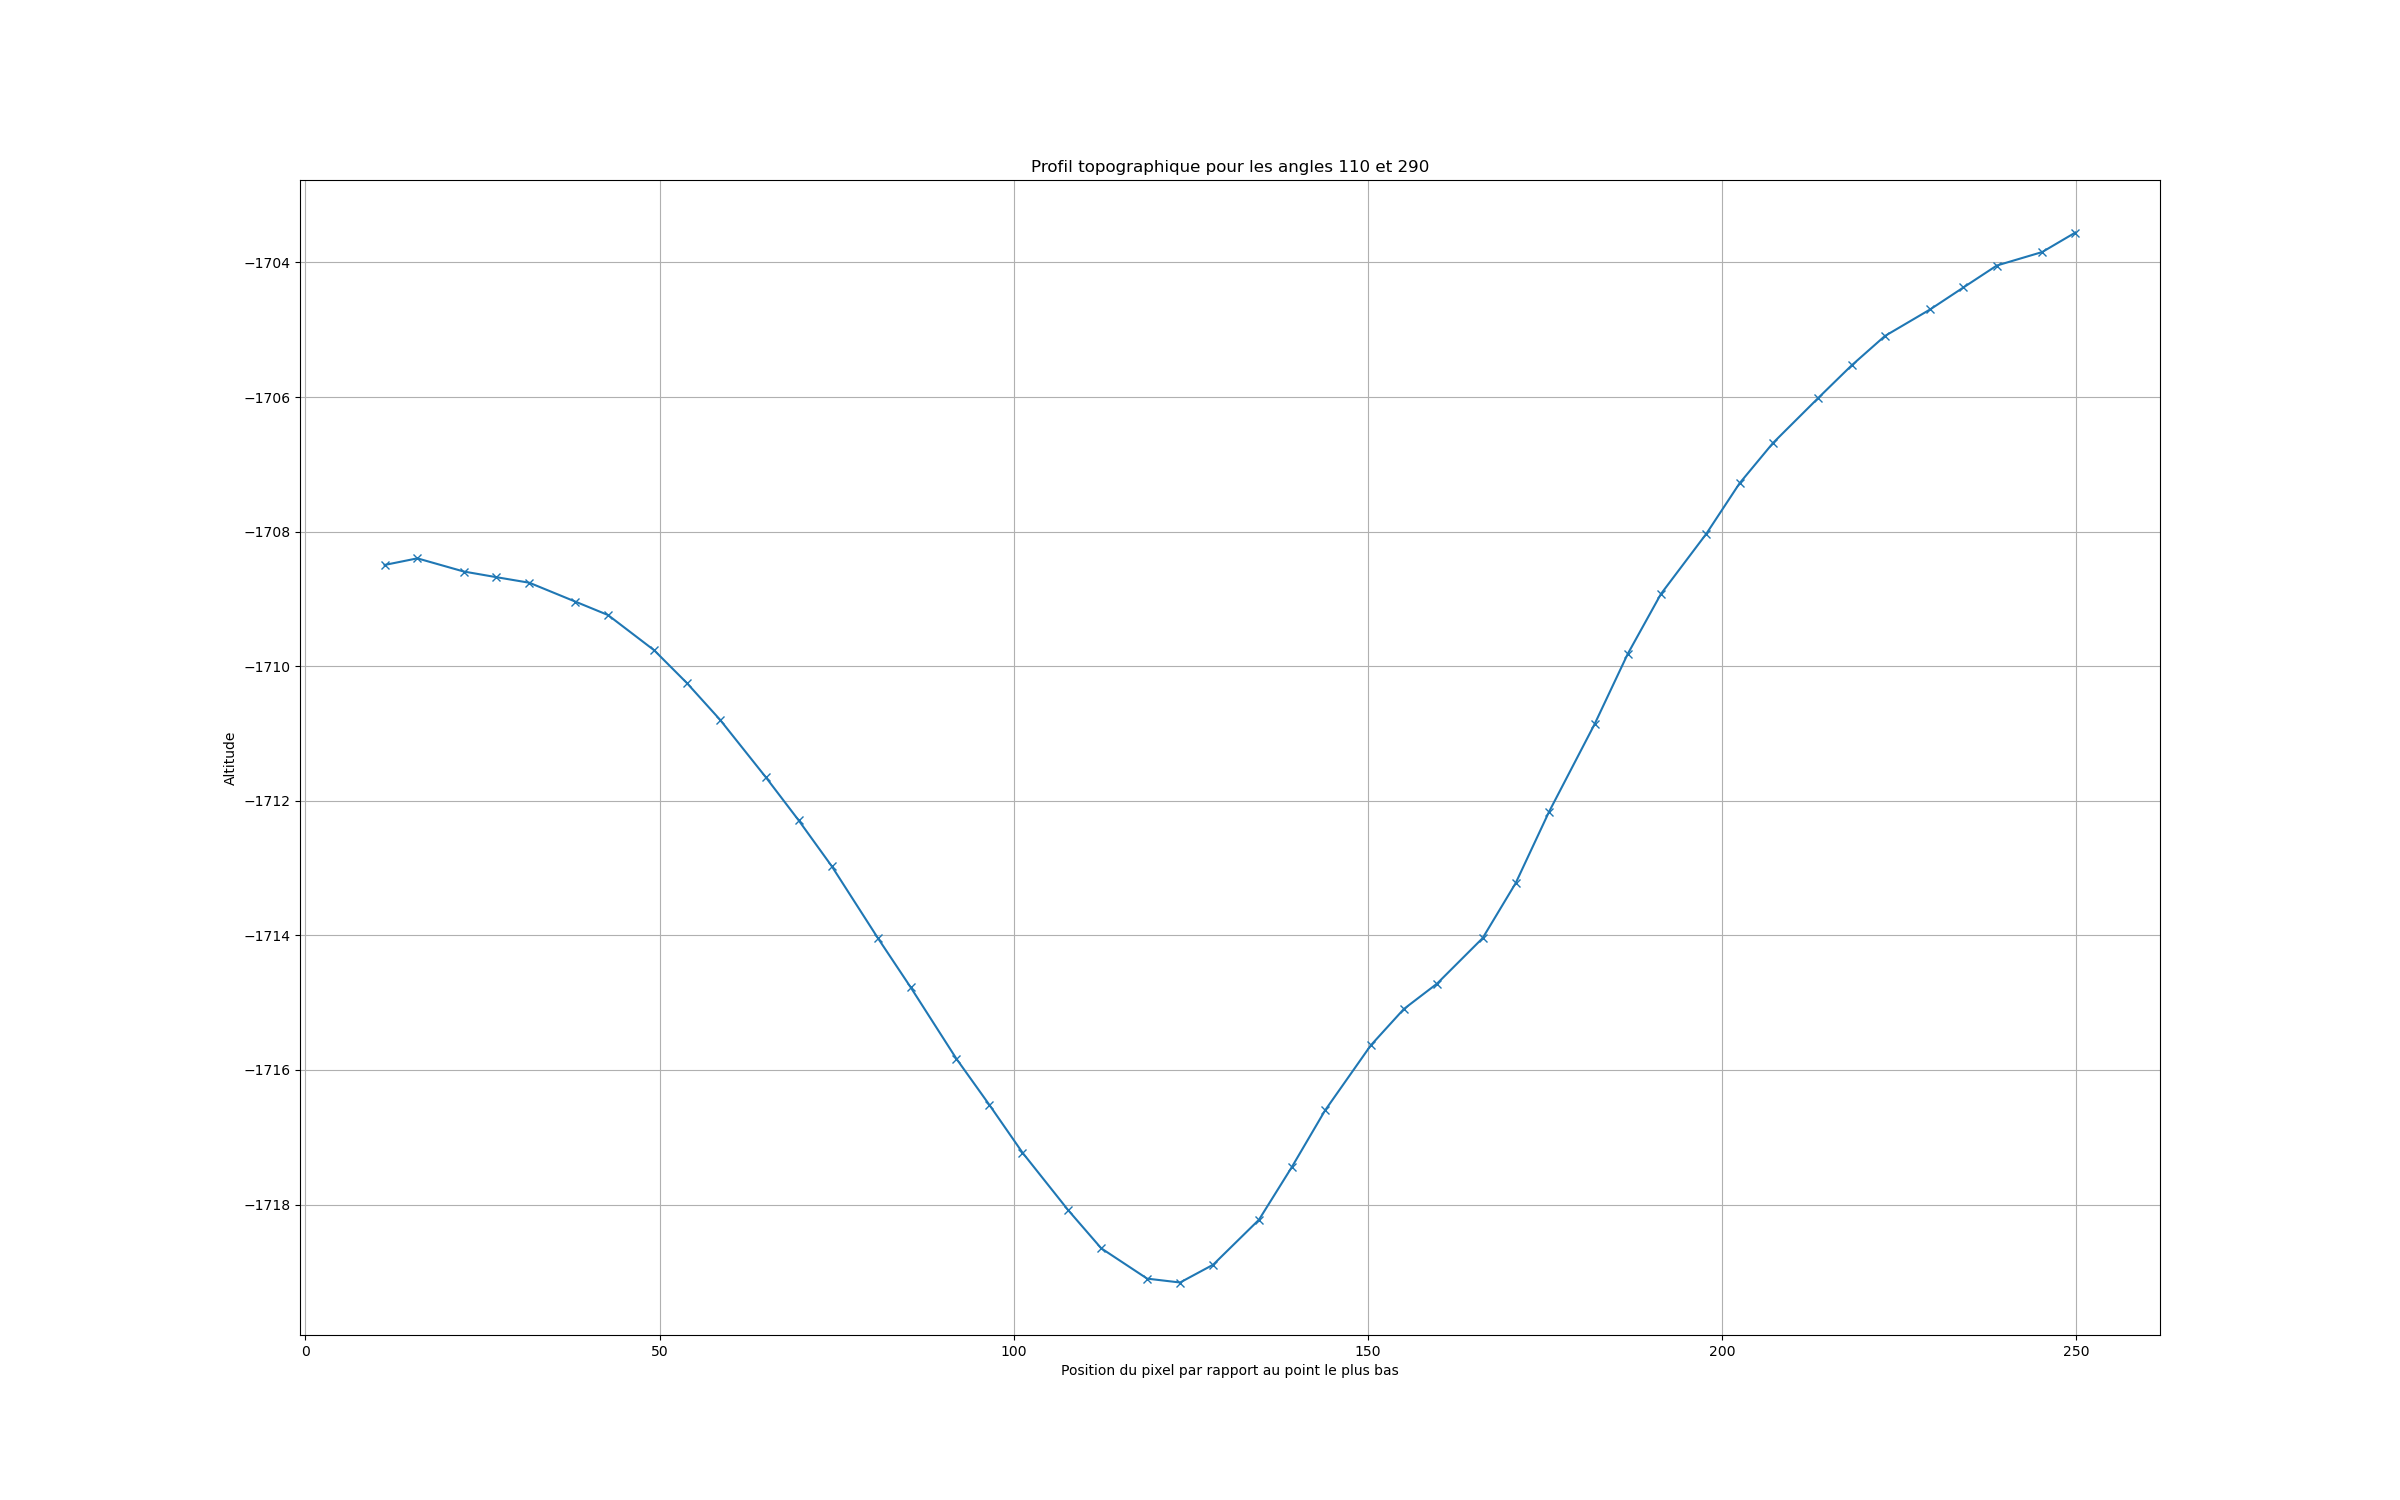 Profil topographique pour les angles 110 et 290
−1704
−1706
−1708
−1710
−1712
−1714
−1716
−1718
Altitude
0 50 100 150 200 250
Position du pixel par rapport au point le plus bas